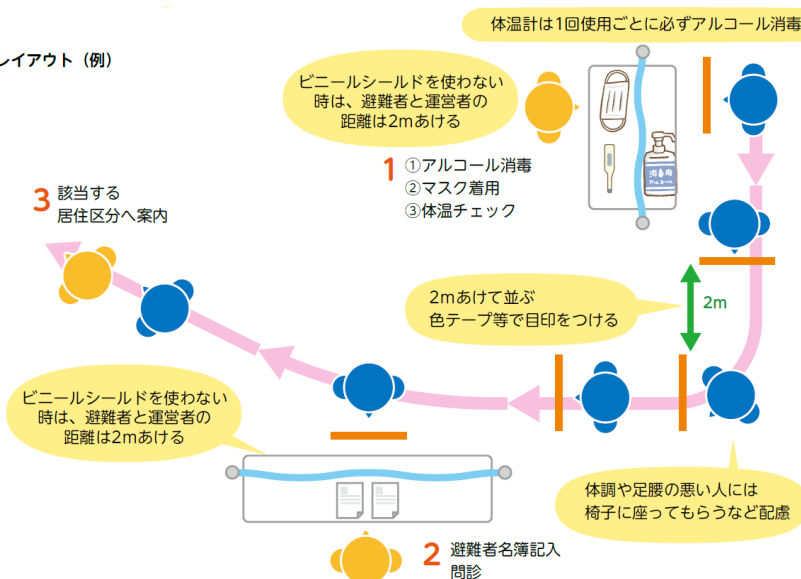 レイアウト（例）
体温計は1回使用ごとに必ずアルコール消毒
ビニールシールドを使わない
時は、避難者と運営者の
距離は2mあける
1 ①アルコール消毒
②マスク着用
③体温チェック
消毒用
アルコール
3 該当する
居住区分へ案内
2mあけて並ぶ
色テープ等で目印をつける
2m
ビニールシールドを使わない
時は、避難者と運営者の
距離は2mあける
体調や足腰の悪い人には
椅子に座ってもらうなど配慮
2 避難者名簿記入
問診